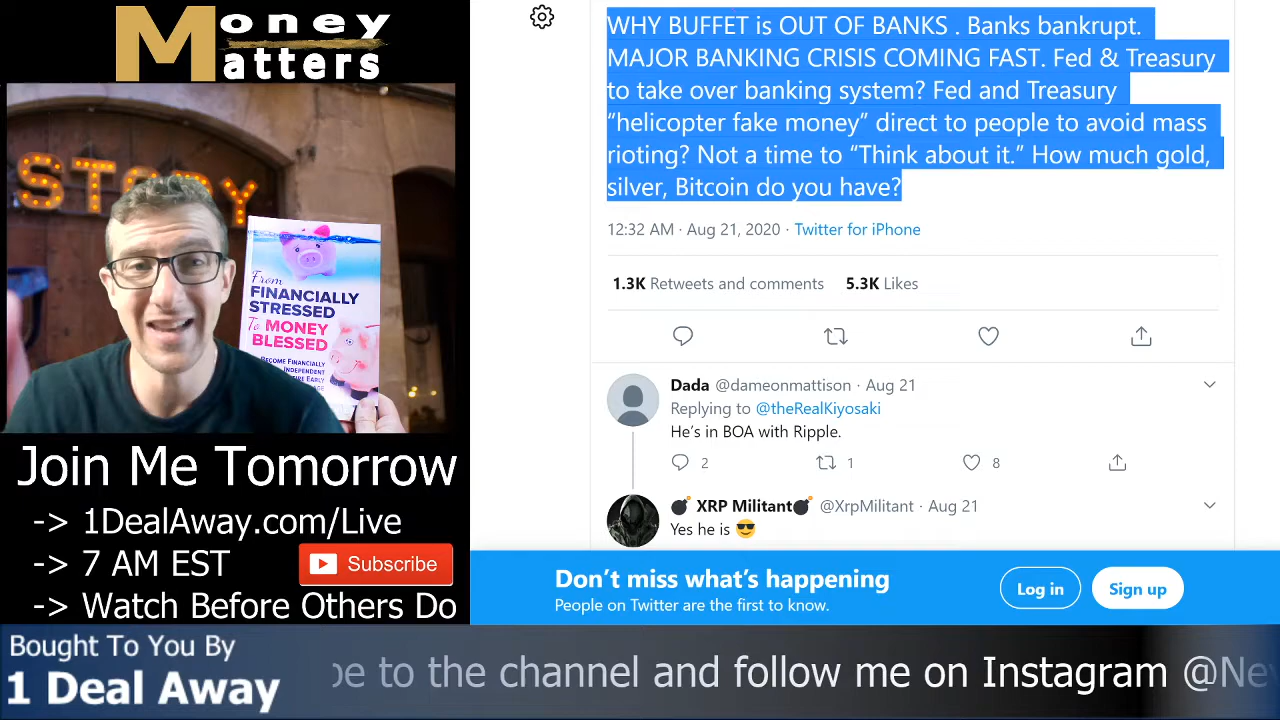 Money
Matters
STORY
From
FINANCIALLY
STRESSED
To MONEY
BLESSED
BECOME FINANCIALLY
INDEPENDENT
Join Me Tomorrow
-> 1DealAway.com/Live
-> 7 AM EST
Subscribe
-> Watch Before Others Do
WHY BUFFET is OUT OF BANKS . Banks bankrupt.
MAJOR BANKING CRISIS COMING FAST. Fed & Treasury
to take over banking system? Fed and Treasury
“helicopter fake money” direct to people to avoid mass
rioting? Not a time to “Think about it.” How much gold,
silver, Bitcoin do you have?
12:32 AM · Aug 21, 2020 · Twitter for iPhone
1.3K Retweets and comments 5.3K Likes
Dada @dameonmattison · Aug 21
Replying to @theRealKiyosaki
He’s in BOA with Ripple.
2 1 8
💣 XRP Militant💣 @XrpMilitant · Aug 21
Yes he is 😎
Don’t miss what’s happening
People on Twitter are the first to know.
Log in Sign up
Bought To You By
1 Deal Away
to the channel and follow me on Instagram